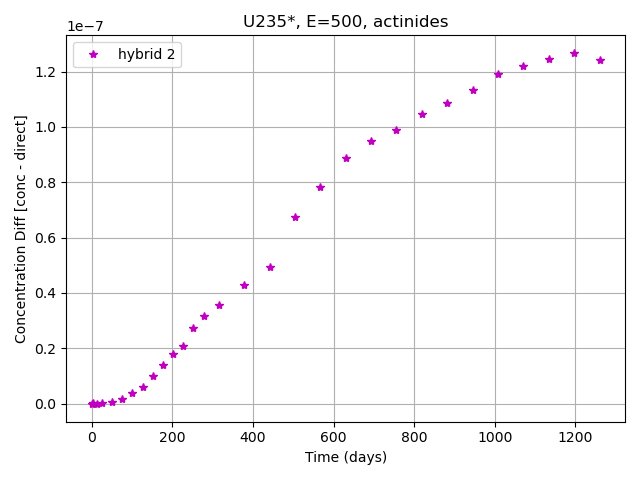 U235*, E=500, actinides
1e−7
hybrid 2
1.2
1.0
0.8
0.6
0.4
0.2
0.0
Concentration Diff [conc - direct]
0 200 400 600 800 1000 1200
Time (days)